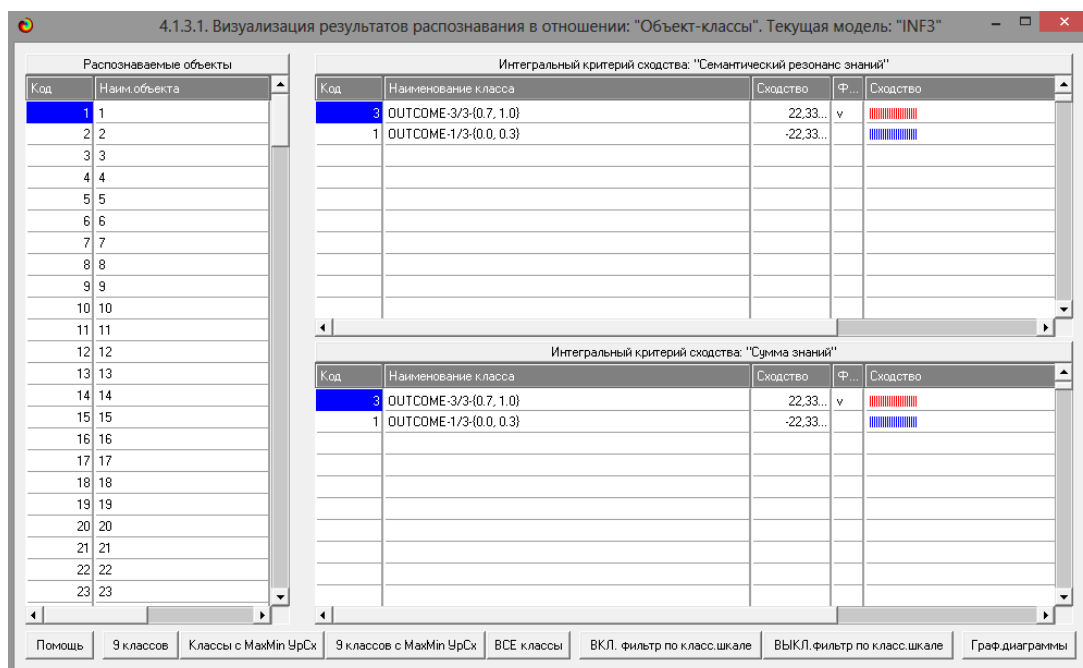 4.1.3.1. Визуализация результатов распознавания в отношении: "Объект-классы". Текущая модель: "INF3"
Распознаваемые объекты
Код Наим.объекта
1 1
2 2
3 3
4 4
5 5
6 6
7 7
8 8
9 9
10 10
11 11
12 12
13 13
14 14
15 15
16 16
17 17
18 18
19 19
20 20
21 21
22 22
23 23
Интегральный критерий сходства: "Семантический резонанс знаний"
Код Наименование класса Сходство Ф... Сходство
3 OUTCOME-3/3-{0.7, 1.0} 22,33... v
1 OUTCOME-1/3-{0.0, 0.3} -22,33...
Интегральный критерий сходства: "Сумма знаний"
Код Наименование класса Сходство Ф... Сходство
3 OUTCOME-3/3-{0.7, 1.0} 22,33... v
1 OUTCOME-1/3-{0.0, 0.3} -22,33...
Помощь 9 классов Классы с MaxMin УрСх 9 классов с MaxMin УрСх ВСЕ классы ВКЛ. фильтр по класс.шкале ВЫКЛ.фильтр по класс.шкале Граф.диаграммы